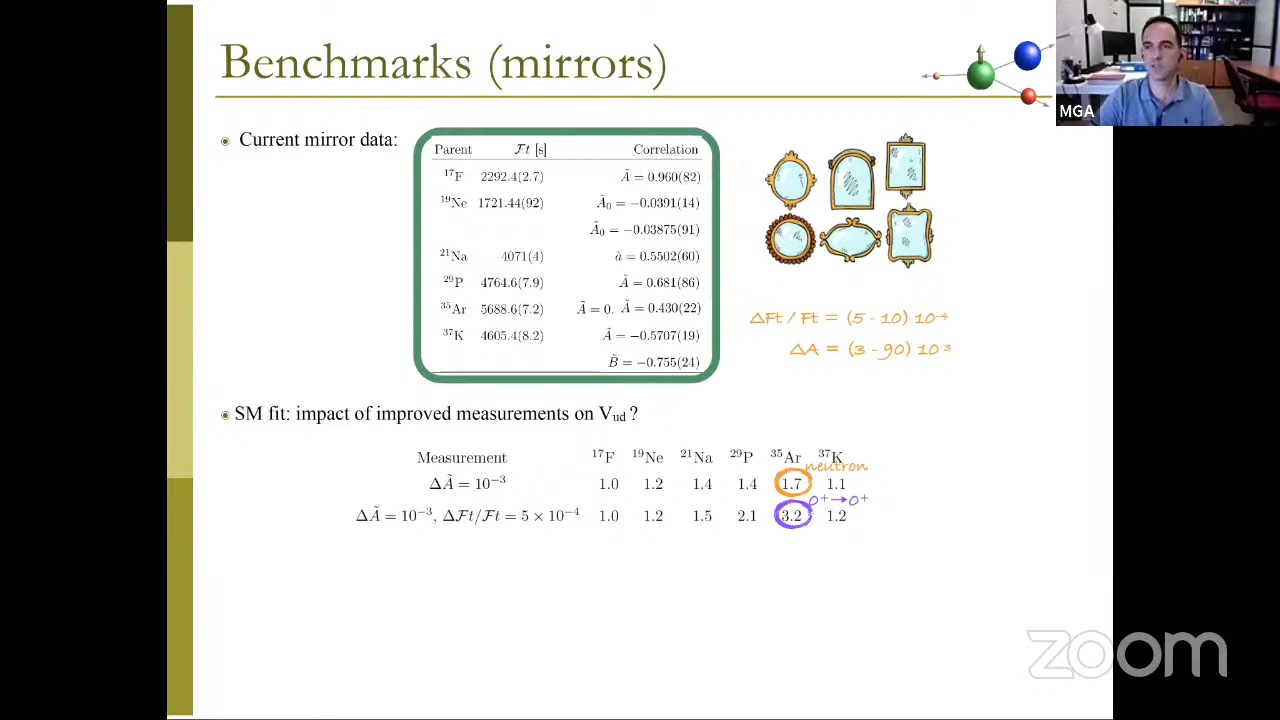 Benchmarks (mirrors)
MGA
Current mirror data:
Parent Ft [s] Correlation
17F 2292.4(2.7) Ã = 0.960(82)
19Ne 1721.44(92) Ã0 = −0.0391(14)
Ã0 = −0.03875(91)
21Na 4071(4) ã = 0.5502(60)
29P 4764.6(7.9) Ã = 0.681(86)
35Ar 5688.6(7.2) Ã = 0. Ã = 0.430(22)
37K 4605.4(8.2) Ã = −0.5707(19)
B̃ = −0.755(24)
ΔFt / Ft = (5 - 10) 10-4
ΔA = (3 - 90) 10-3
SM fit: impact of improved measurements on Vud ?
Measurement 17F 19Ne 21Na 29P 35Ar 37K
neutron
ΔÃ = 10−3 1.0 1.2 1.4 1.4 1.7 1.1
0+→0+
ΔÃ = 10−3, ΔFt/Ft = 5 × 10−4 1.0 1.2 1.5 2.1 3.2 1.2
zoom